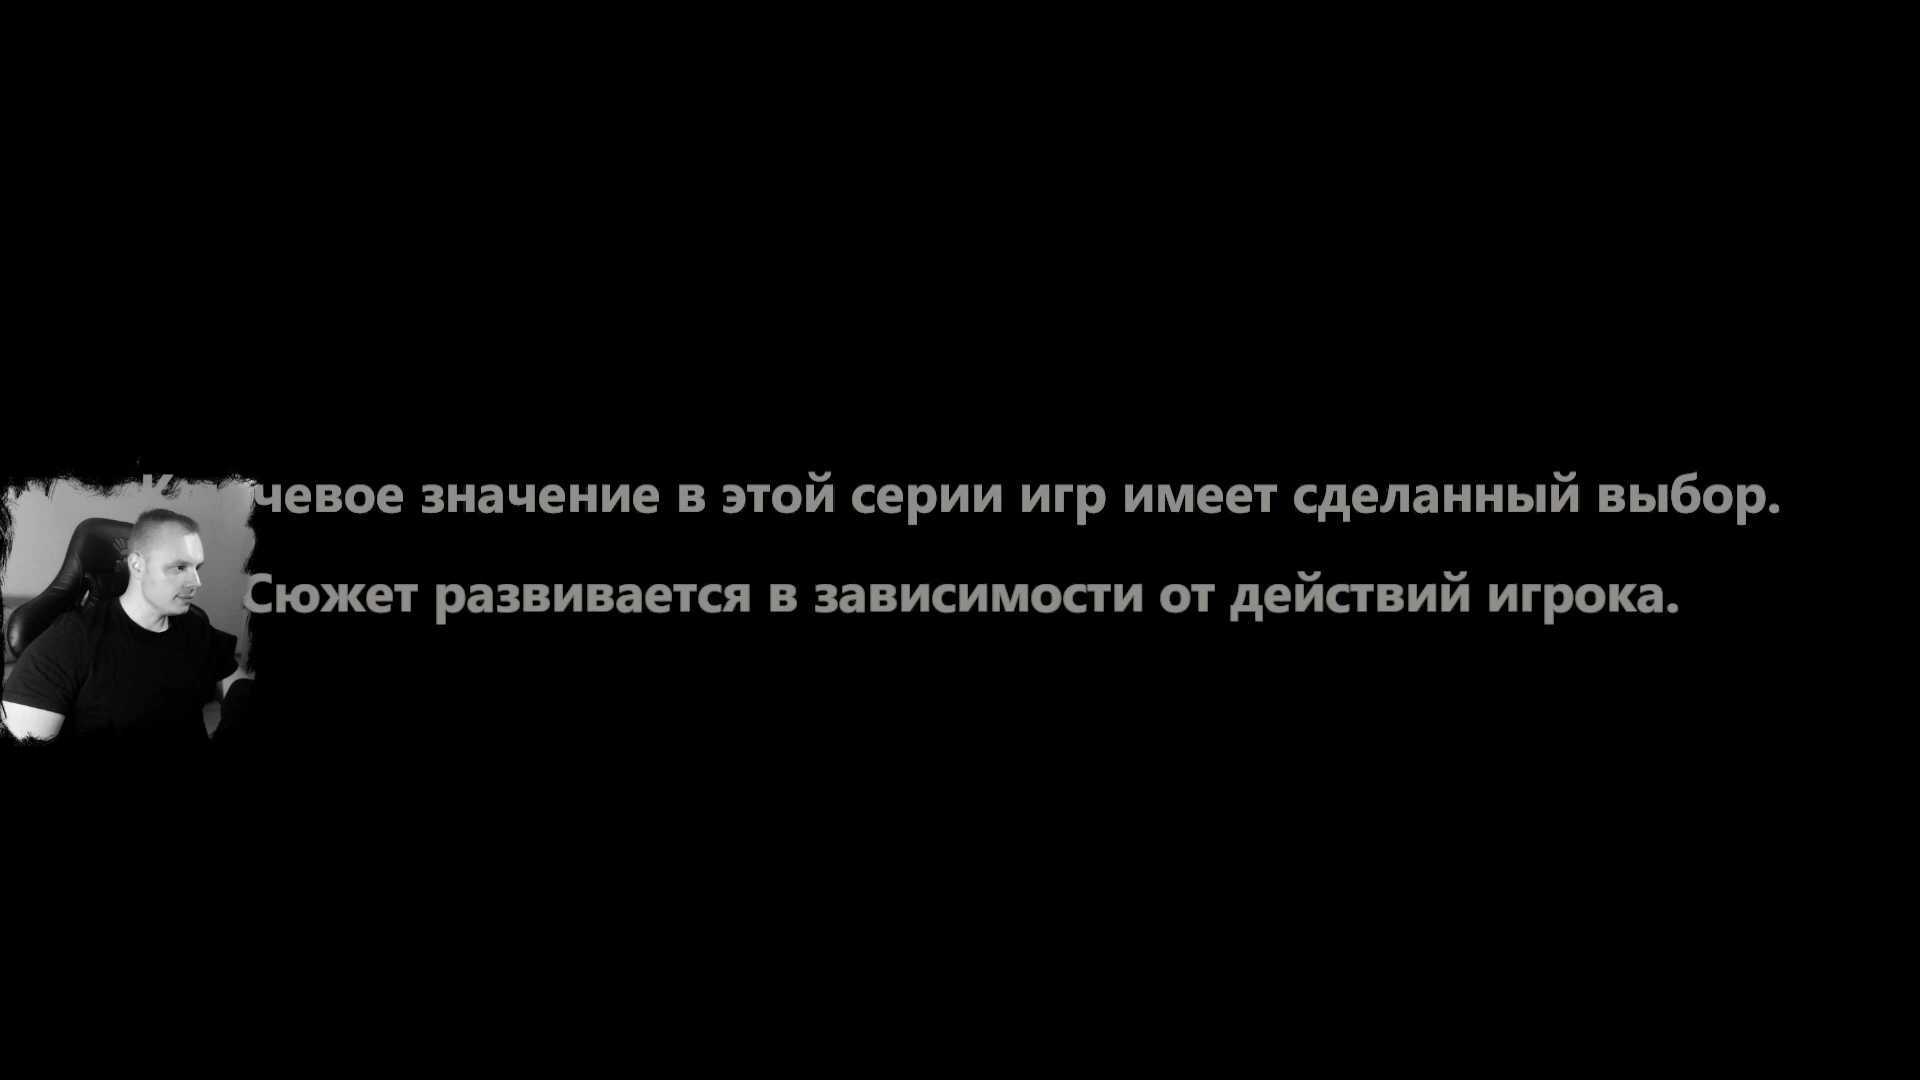 чевое значение в этой серии игр имеет сделанный выбор.
Сюжет развивается в зависимости от действий игрока.